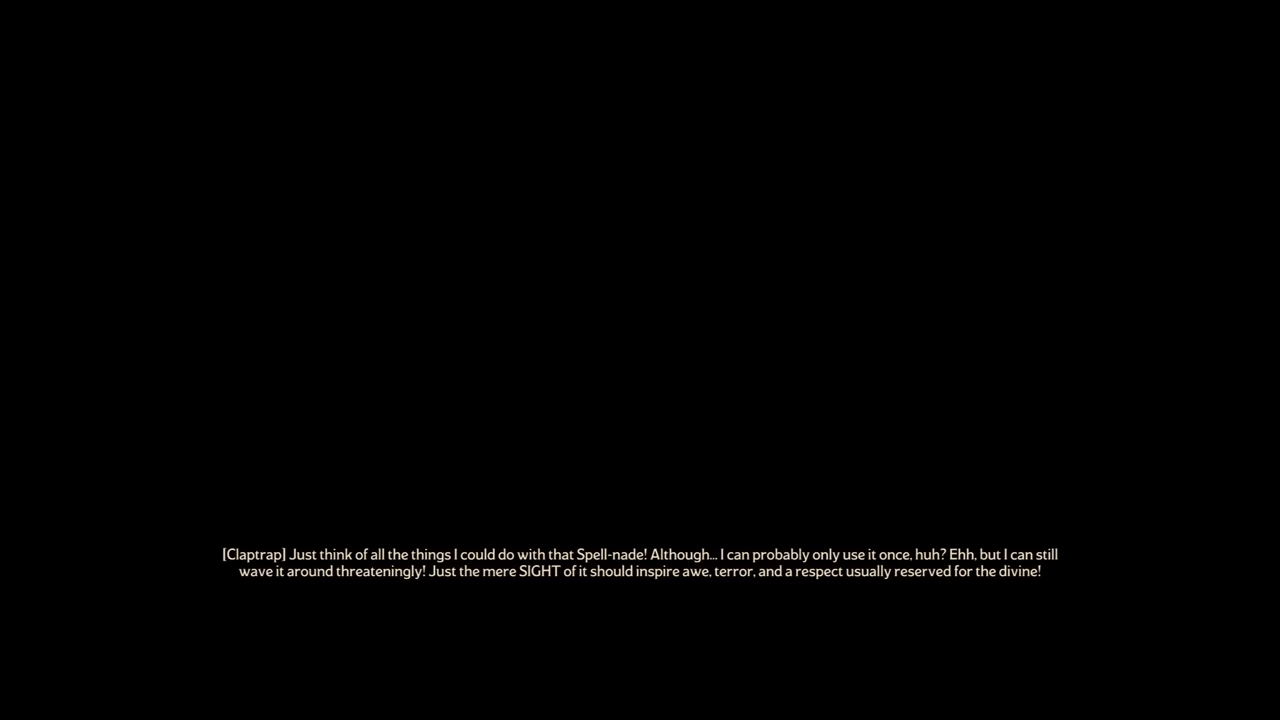 [Claptrap] Just think of all the things I could do with that Spell-nade! Although... I can probably only use it once, huh? Ehh, but I can still
wave it around threateningly! Just the mere SIGHT of it should inspire awe, terror, and a respect usually reserved for the divine!